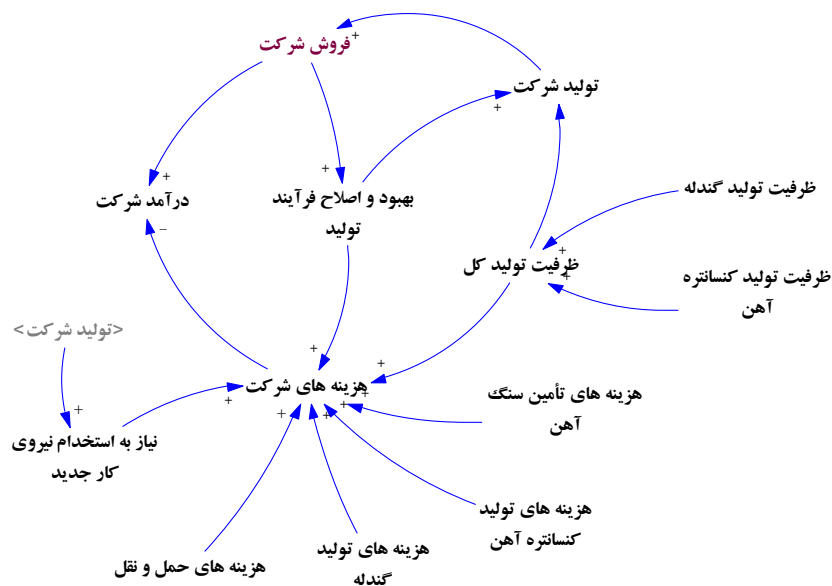 فروش شرکت
+
تولید شرکت
+
+
+
درآمد شرکت
-
بهبود و اصلاح فرآیند
تولید
ظرفیت تولید گندله
+
ظرفیت تولید کل
+
ظرفیت تولید کنسانتره
آهن
<تولید شرکت>
+
+
هزینه های شرکت
+
+
+
+
+
+
هزینه های تأمین سنگ
آهن
نیاز به استخدام نیروی
کار جدید
هزینه های تولید
کنسانتره آهن
هزینه های تولید
گندله
هزینه های حمل و نقل